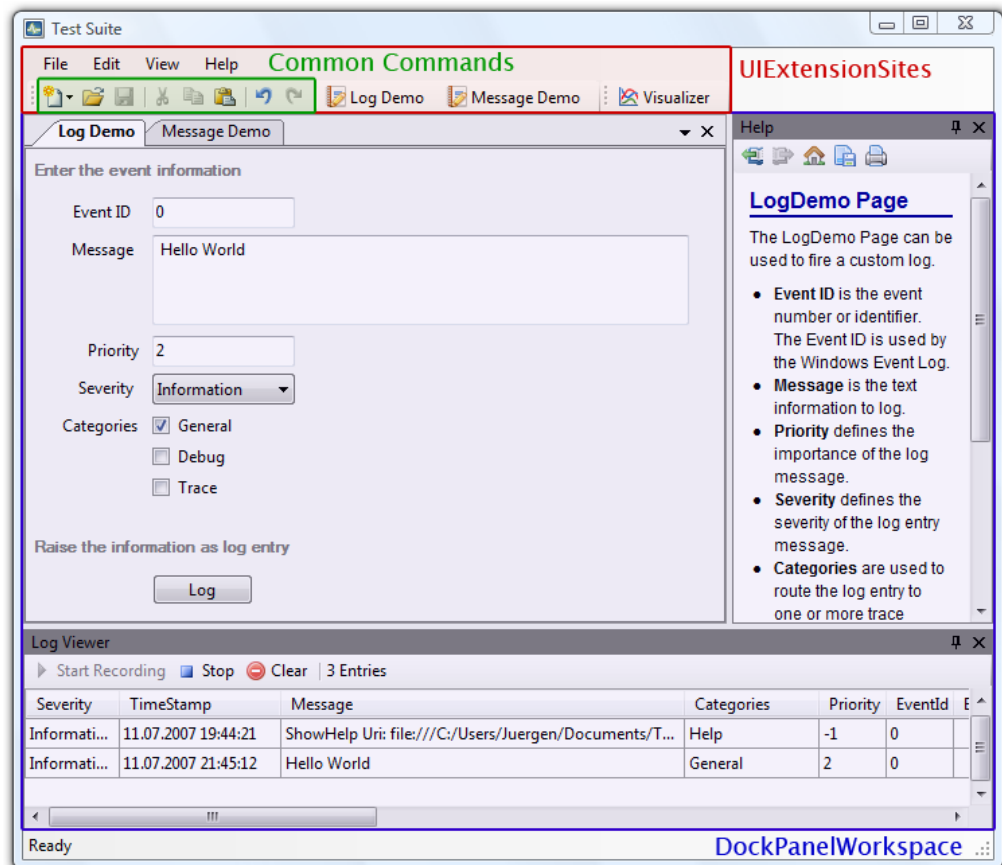 Test Suite
File Edit View Help Common Commands
UIExtensionSites
Log Demo Message Demo Visualizer
Log Demo Message Demo
Enter the event information
Event ID 0
Message Hello World
Priority 2
Severity Information
Categories General
Debug
Trace
Raise the information as log entry
Log
Help
LogDemo Page
The LogDemo Page can be
used to fire a custom log.
• Event ID is the event
number or identifier.
The Event ID is used by
the Windows Event Log.
• Message is the text
information to log.
• Priority defines the
importance of the log
message.
• Severity defines the
severity of the log entry
message.
• Categories are used to
route the log entry to
one or more trace
Log Viewer
Start Recording Stop Clear 3 Entries
Severity TimeStamp Message Categories Priority EventId E
Informati... 11.07.2007 19:44:21 ShowHelp Uri: file:///C:/Users/Juergen/Documents/T... Help -1 0
Informati... 11.07.2007 21:45:12 Hello World General 2 0
Ready
DockPanelWorkspace